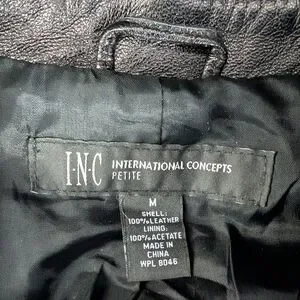 I·N·C INTERNATIONAL CONCEPTS
PETITE
M
SHELL:
100% LEATHER
LINING:
100% ACETATE
MADE IN
CHINA
WPL 8046